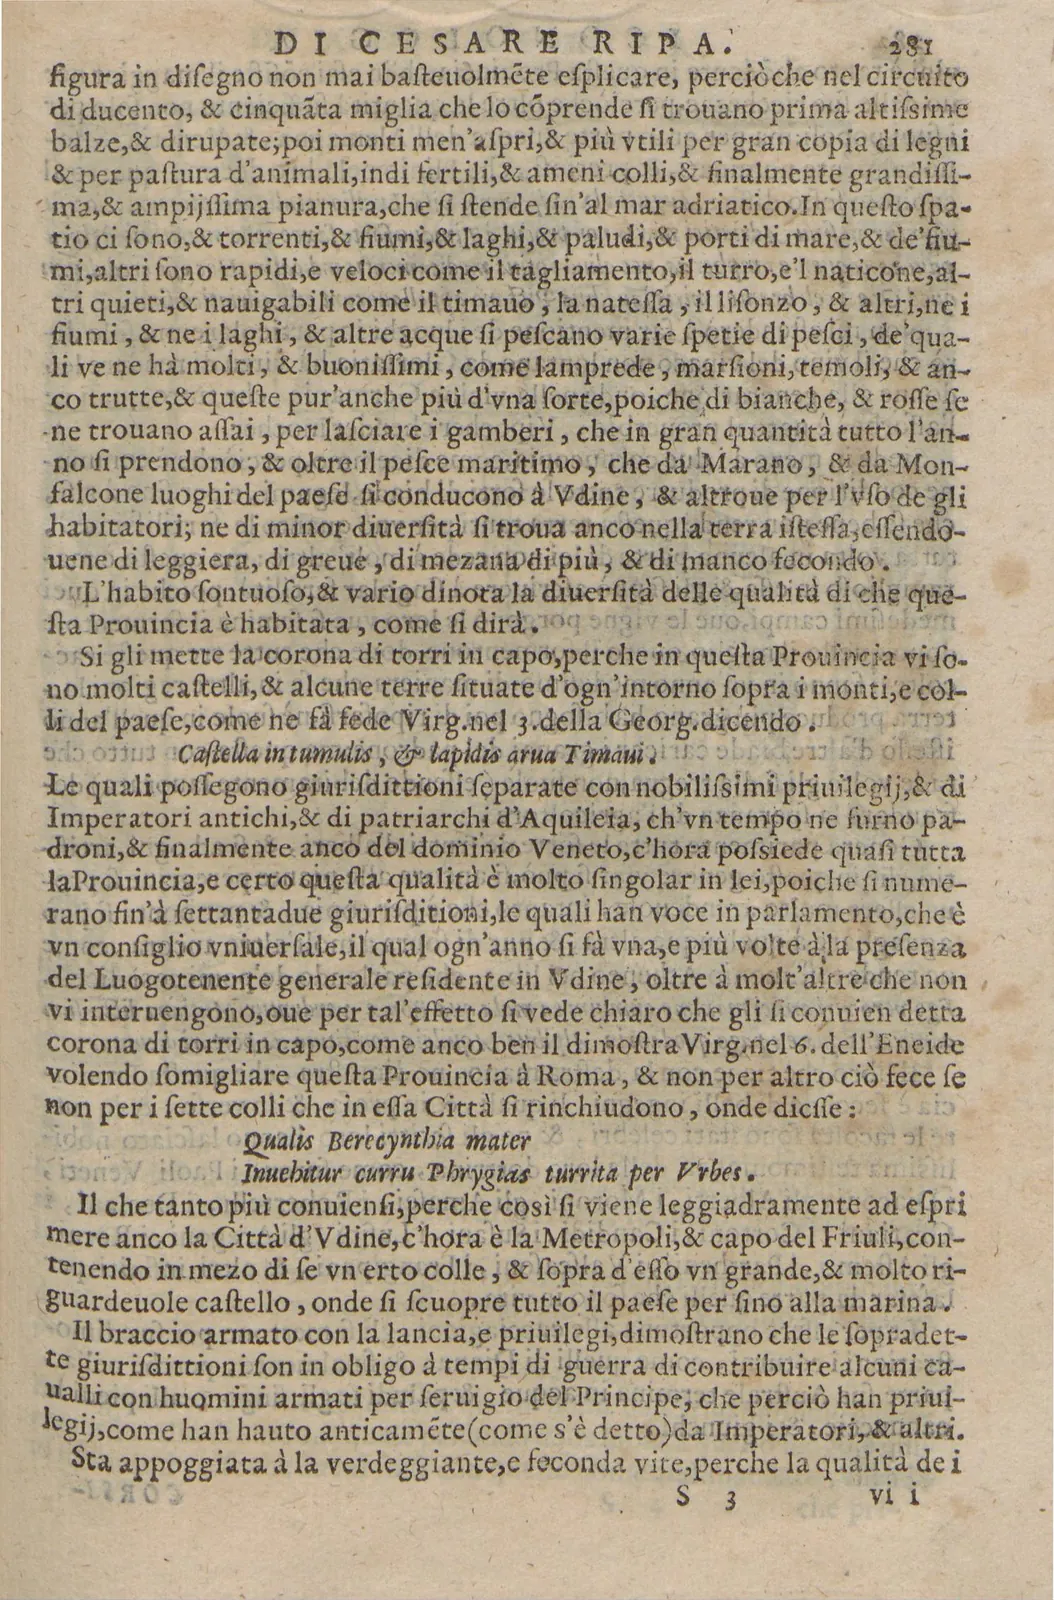 DI CESARE RIPA. 281
figura in diſegno non mai baſteuolmẽte eſplicare, perciòche nel circuito
di ducento, & cinquãta miglia che lo cõprende ſi trouano prima altiſsime
balze,& dirupate;poi monti men'aſpri,& più vtili per gran copia di legni
& per paſtura d'animali,indi fertili,& ameni colli,& finalmente grandiſſi-
ma,& ampijſſima pianura,che ſi ſtende ſin'al mar adriatico.In queſto ſpa-
tio ci ſono,& torrenti,& fiumi,& laghi,& paludi,& porti di mare,& de'fiu-
mi,altri ſono rapidi,e veloci come il tagliamento,il turro,e'l naticone,al-
tri quieti,& nauigabili come il timauo, la nateſſa, il liſonzo, & altri,ne i
fiumi, & ne i laghi, & altre acque ſi peſcano varie ſpetie di peſci, de'qua-
li ve ne hà molti, & buoniſſimi, come lamprede, marſioni, temoli, & an-
co trutte,& queſte pur'anche più d'vna ſorte,poiche di bianche, & roſſe ſe
ne trouano aſſai, per laſciare i gamberi, che in gran quantità tutto l'an-
no ſi prendono, & oltre il peſce maritimo, che da Marano, & da Mon-
falcone luoghi del paeſe ſi conducono à Vdine, & altroue per l'vſo de gli
habitatori; ne di minor diuerſità ſi troua anco nella terra iſteſſa,eſſendo-
uene di leggiera, di greue, di mezana di più, & di manco fecondo.
L'habito ſontuoſo,& vario dinota la diuerſità delle qualità di che que-
ſta Prouincia è habitata, come ſi dirà.
Si gli mette la corona di torri in capo,perche in queſta Prouincia vi ſo-
no molti caſtelli,& alcune terre ſituate d'ogn'intorno ſopra i monti,e col-
li del paeſe,come ne fà fede Virg.nel 3.della Georg.dicendo.
Caſtella in tumulis, & lapidis arua Timaui.
Le quali poſſegono giuriſdittioni ſeparate con nobiliſsimi priuilegij,& di
Imperatori antichi,& di patriarchi d'Aquileia, ch'vn tempo ne furno pa-
droni,& finalmente anco del dominio Veneto,c'hora poſsiede quaſi tutta
la Prouincia,e certo queſta qualità è molto ſingolar in lei,poiche ſi nume-
rano fin'à ſettantadue giuriſditioni,le quali han voce in parlamento,che è
vn conſiglio vniuerſale,il qual ogn'anno ſi fà vna,e più volte à la preſenza
del Luogotenente generale reſidente in Vdine, oltre à molt'altre che non
vi interuengono,oue per tal'effetto ſi vede chiaro che gli ſi conuien detta
corona di torri in capo,come anco ben il dimoſtra Virg.nel 6. dell'Eneide
volendo ſomigliare queſta Prouincia à Roma, & non per altro ciò fece ſe
non per i ſette colli che in eſſa Città ſi rinchiudono, onde dicſſe:
Qualis Berecynthia mater
Inuehitur curru Phrygias turrita per Vrbes.
Il che tanto più conuienſi,perche così ſi viene leggiadramente ad eſpri
mere anco la Città d'Vdine,c'hora è la Metropoli,& capo del Friuli,con-
tenendo in mezo di ſe vn erto colle, & ſopra d'eſſo vn grande,& molto ri-
guardeuole caſtello, onde ſi ſcuopre tutto il paeſe per ſino alla marina.
Il braccio armato con la lancia,e priuilegi,dimoſtrano che le ſopradet-
te giuriſdittioni ſon in obligo à tempi di guerra di contribuire alcuni ca-
ualli con huomini armati per ſeruigio del Principe, che perciò han priui-
legij,come han hauto anticamẽte(come s'è detto)da Imperatori,& altri.
Sta appoggiata à la verdeggiante,e feconda vite,perche la qualità de i
S 3 vi i